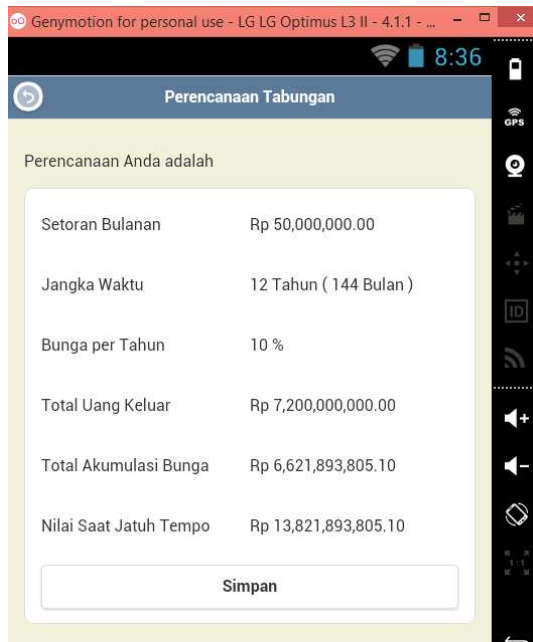 Genymotion for personal use - LG LG Optimus L3 II - 4.1.1 - ...
8:36
Perencanaan Tabungan
GPS
Perencanaan Anda adalah
Setoran Bulanan Rp 50,000,000.00
Jangka Waktu 12 Tahun ( 144 Bulan )
ID
Bunga per Tahun 10 %
Total Uang Keluar Rp 7,200,000,000.00
Total Akumulasi Bunga Rp 6,621,893,805.10
Nilai Saat Jatuh Tempo Rp 13,821,893,805.10
1:1
Simpan